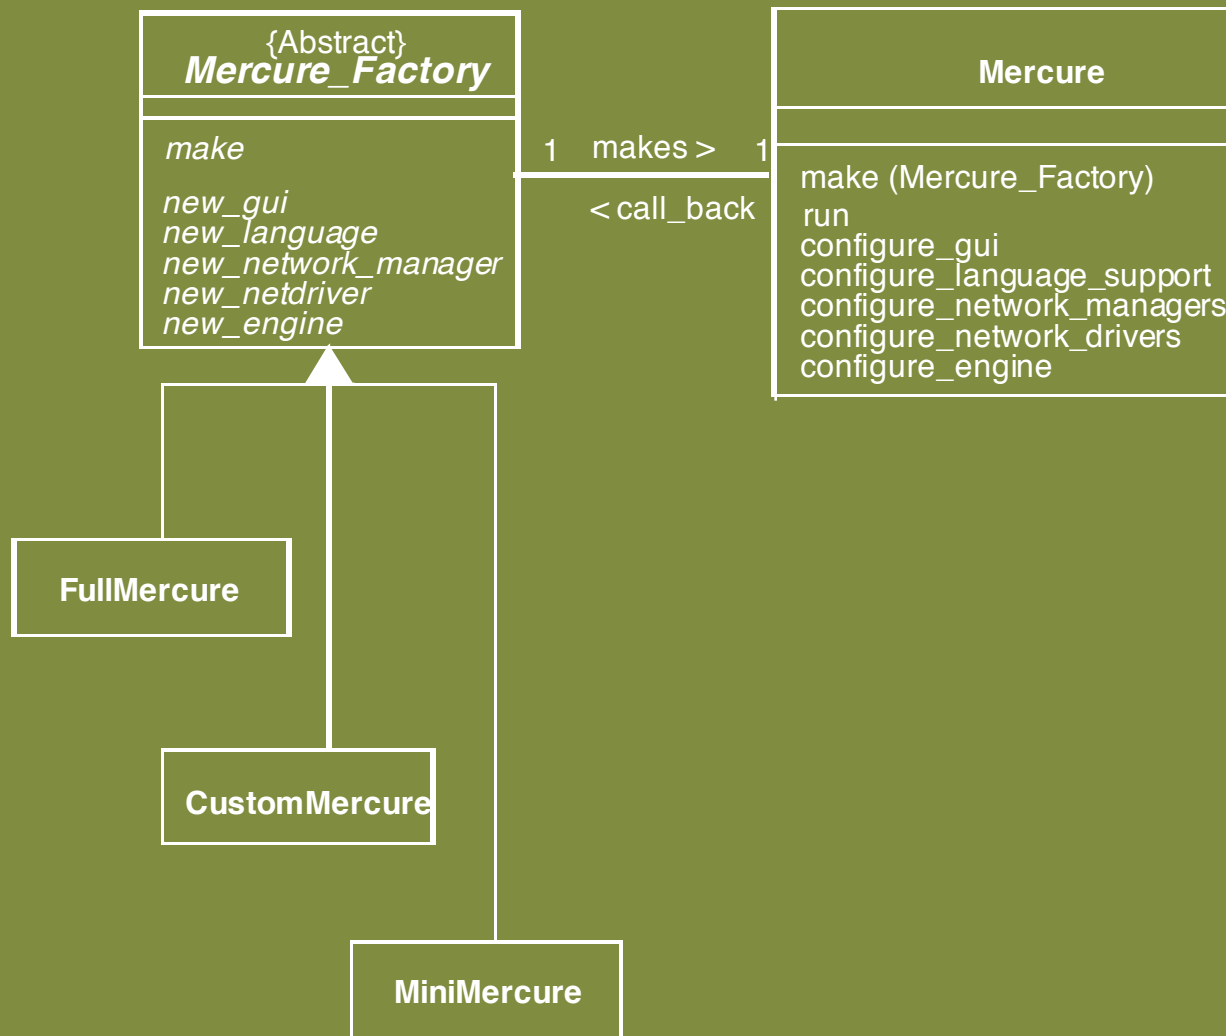 {Abstract}
Mercure_Factory
make
new_gui
new_language
new_network_manager
new_netdriver
new_engine
1 makes > 1
< call_back
Mercure
make (Mercure_Factory)
run
configure_gui
configure_language_support
configure_network_managers
configure_network_drivers
configure_engine
FullMercure
CustomMercure
MiniMercure